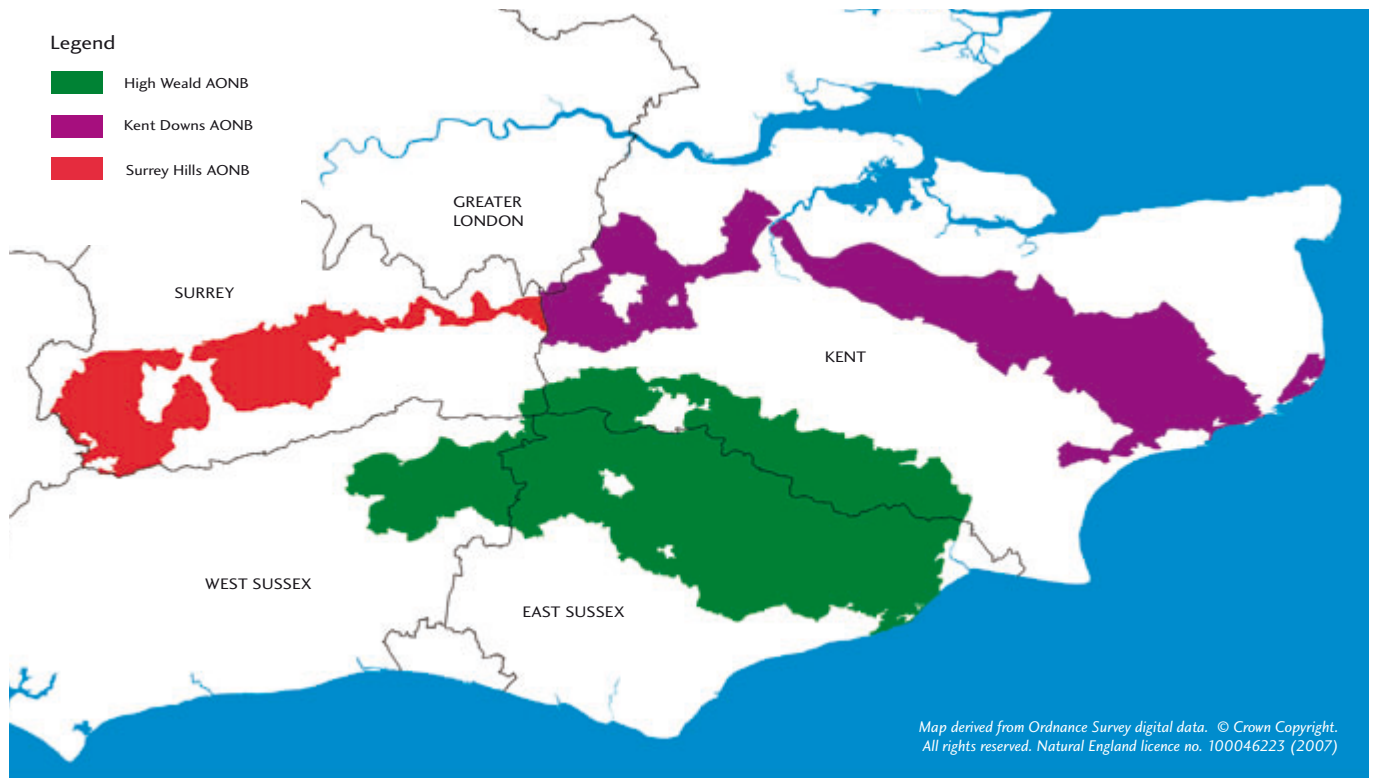 Legend
High Weald AONB
Kent Downs AONB
Surrey Hills AONB
GREATER
LONDON
SURREY
KENT
WEST SUSSEX
EAST SUSSEX
Map derived from Ordnance Survey digital data. © Crown Copyright.
All rights reserved. Natural England licence no. 100046223 (2007)